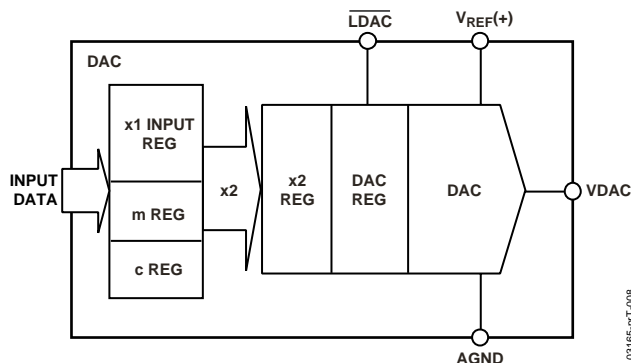 LDAC
VREF(+)
DAC
x1 INPUT
REG
INPUT
DATA
m REG
c REG
x2
x2
REG
DAC
REG
DAC
VDAC
AGND
03165-prT-008